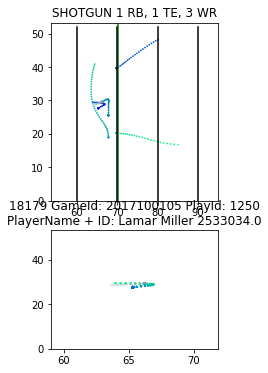 SHOTGUN 1 RB, 1 TE, 3 WR
50
40
30
20
10
0
60 70 80 90
18179 GameId: 2017100105 PlayId: 1250
PlayerName + ID: Lamar Miller 2533034.0
40
20
0
60 65 70